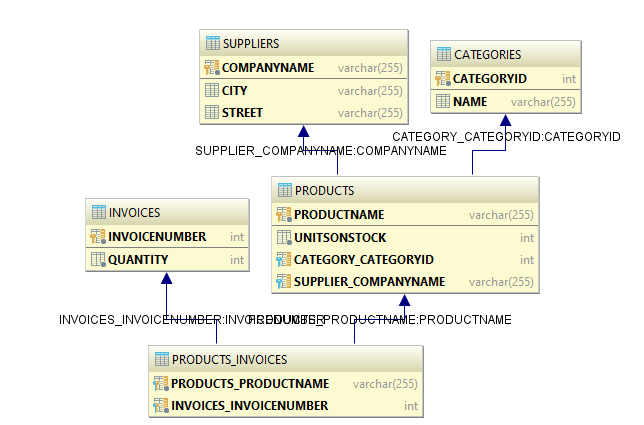 SUPPLIERS
COMPANYNAME varchar(255)
CITY varchar(255)
STREET varchar(255)
CATEGORIES
CATEGORYID int
NAME varchar(255)
CATEGORY_CATEGORYID:CATEGORYID
SUPPLIER_COMPANYNAME:COMPANYNAME
PRODUCTS
PRODUCTNAME varchar(255)
UNITSONSTOCK int
CATEGORY_CATEGORYID int
SUPPLIER_COMPANYNAME varchar(255)
INVOICES
INVOICENUMBER int
QUANTITY int
INVOICES_INVOICENUMBER:INVOICENUMBER
PRODUCTS_PRODUCTNAME:PRODUCTNAME
PRODUCTS_INVOICES
PRODUCTS_PRODUCTNAME varchar(255)
INVOICES_INVOICENUMBER int